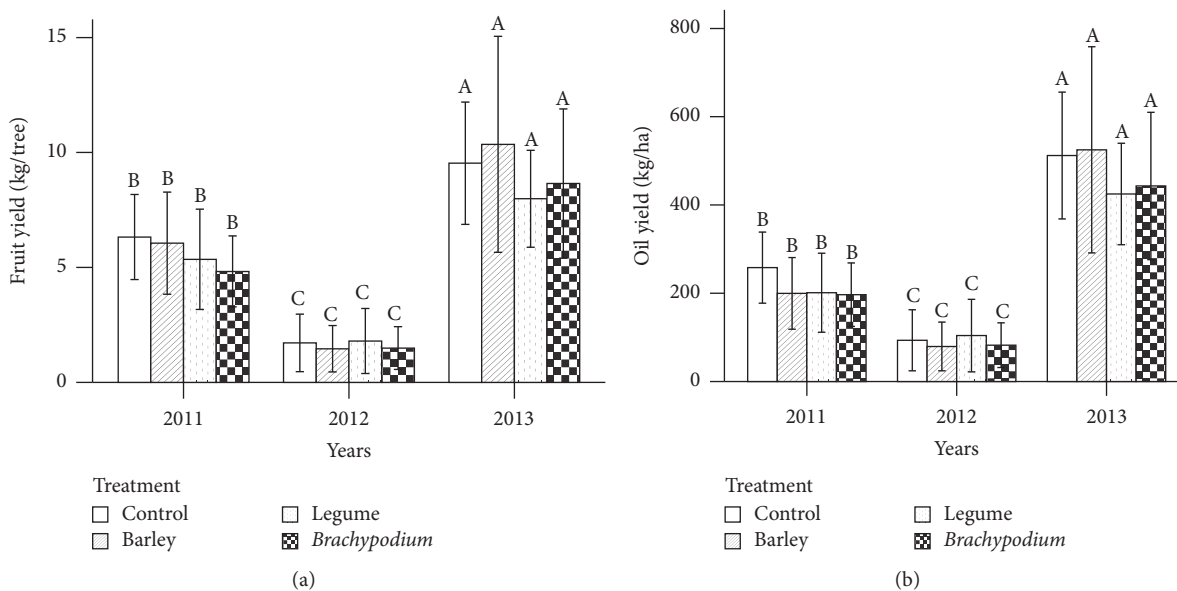 15
10
5
0
Fruit yield (kg/tree)
B
B
B
B
C
C
C
C
A
A
A
A
2011
2012
2013
Years
Treatment
Control
Legume
Barley
Brachypodium
(a)
800
600
400
200
0
Oil yield (kg/ha)
B
B
B
B
C
C
C
C
A
A
A
A
2011
2012
2013
Years
Treatment
Control
Legume
Barley
Brachypodium
(b)